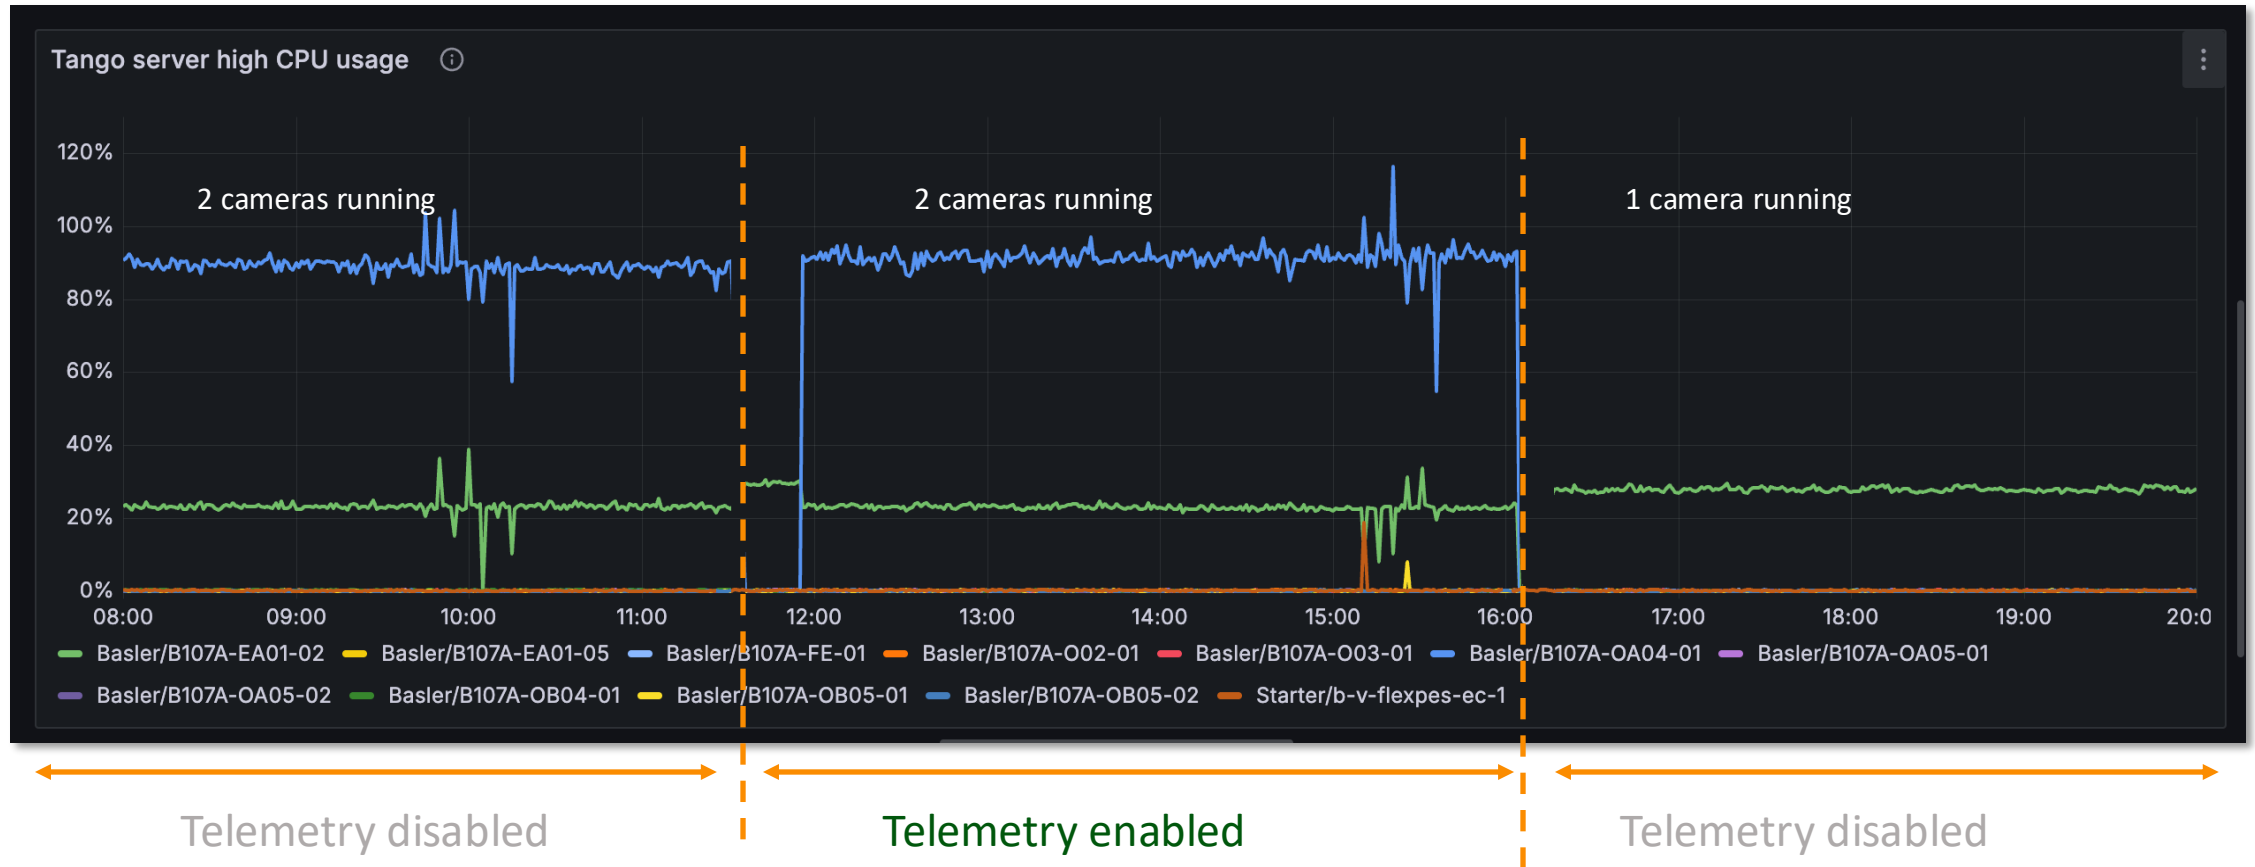 Tango server high CPU usage
120%
2 cameras running
2 cameras running
1 camera running
100%
80%
60%
40%
20%
0%
08:00 09:00 10:00 11:00 12:00 13:00 14:00 15:00 16:00 17:00 18:00 19:00 20:0
Basler/B107A-EA01-02 Basler/B107A-EA01-05 Basler/B107A-FE-01 Basler/B107A-O02-01 Basler/B107A-O03-01 Basler/B107A-OA04-01 Basler/B107A-OA05-01
Basler/B107A-OA05-02 Basler/B107A-OB04-01 Basler/B107A-OB05-01 Basler/B107A-OB05-02 Starter/b-v-flexpes-ec-1
Telemetry disabled Telemetry enabled Telemetry disabled